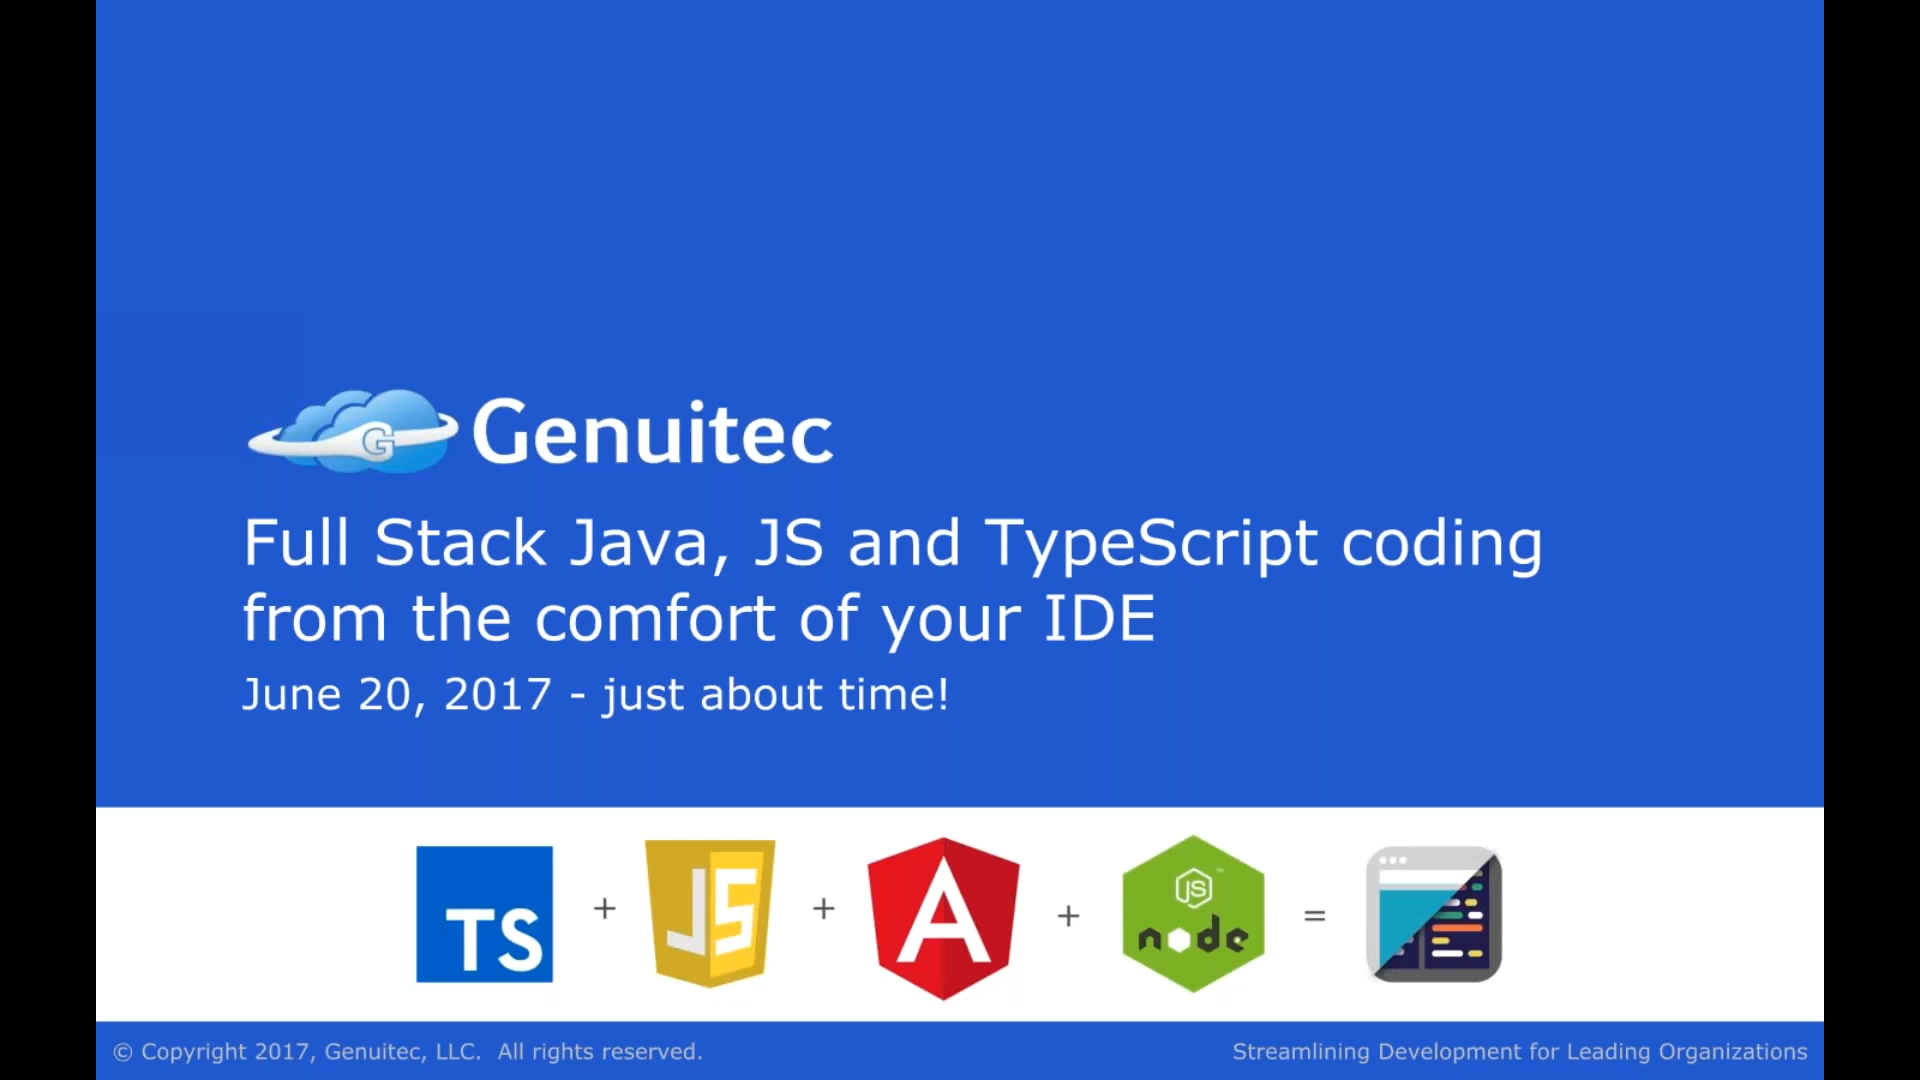 G Genuitec
Full Stack Java, JS and TypeScript coding
from the comfort of your IDE
June 20, 2017 - just about time!
TS + JS + A + JS™ node =
© Copyright 2017, Genuitec, LLC. All rights reserved.
Streamlining Development for Leading Organizations